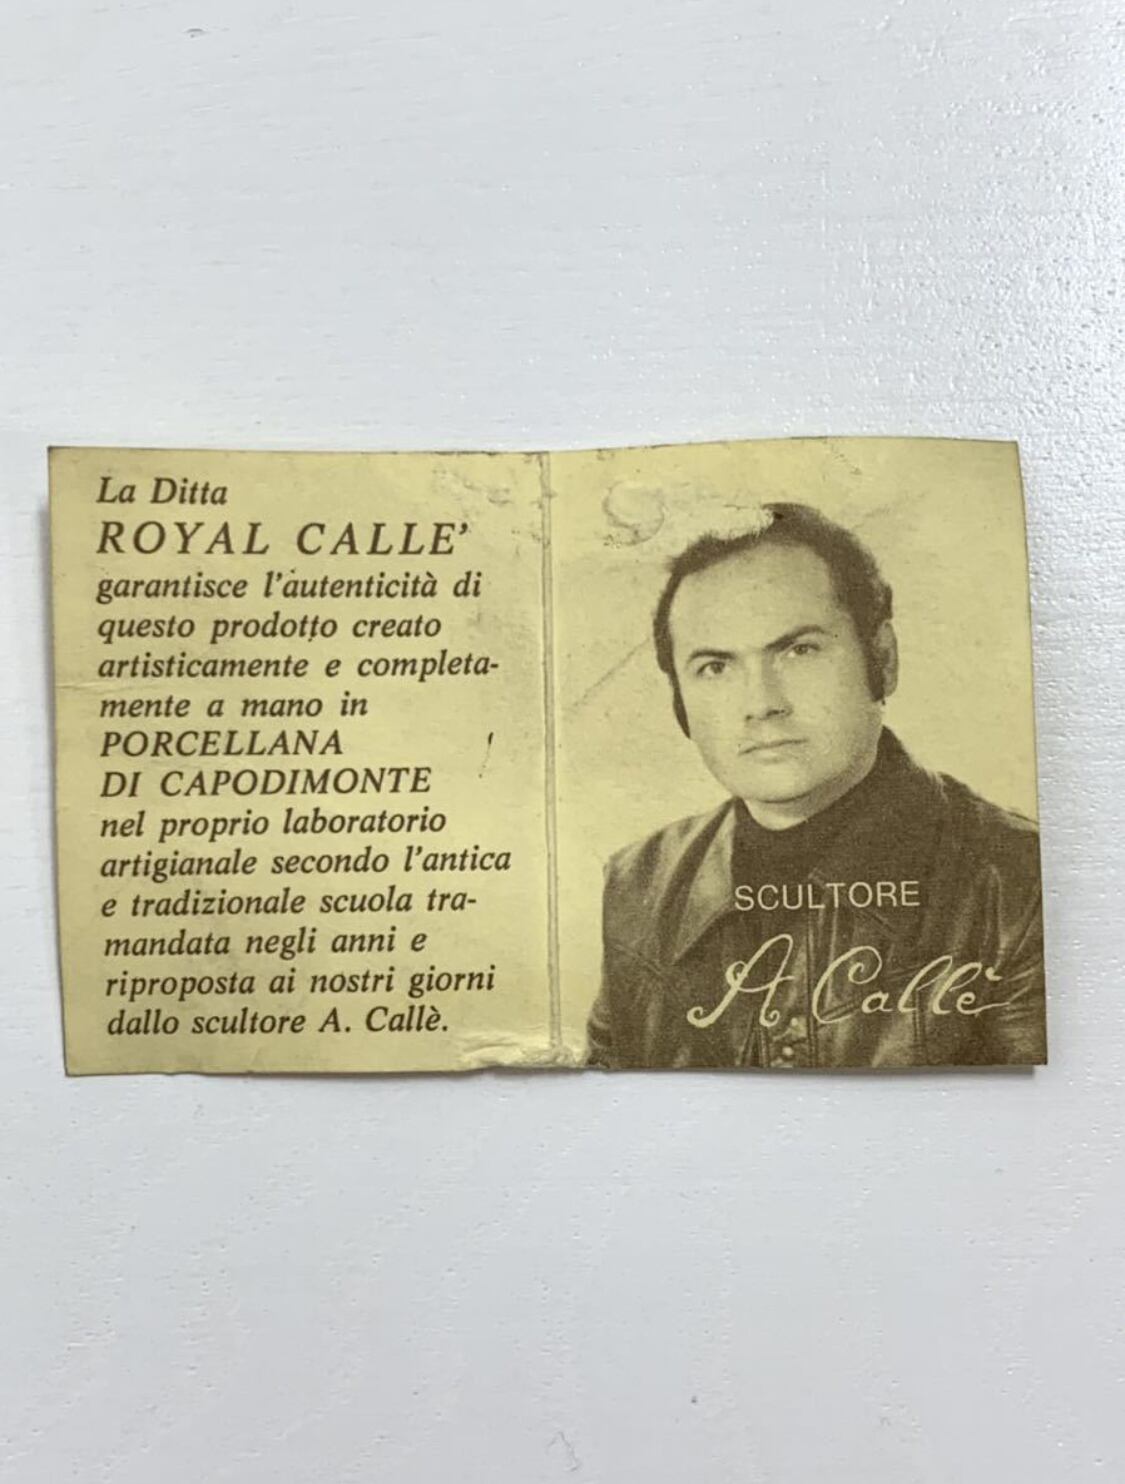 La Ditta
ROYAL CALLE'
garantisce l'autenticità di
questo prodotto creato
artisticamente e completa-
mente a mano in
PORCELLANA
DI CAPODIMONTE
nel proprio laboratorio
artigianale secondo l'antica
e tradizionale scuola tra-
mandata negli anni e
riproposta ai nostri giorni
dallo scultore A. Callè.
SCULTORE
A Callè